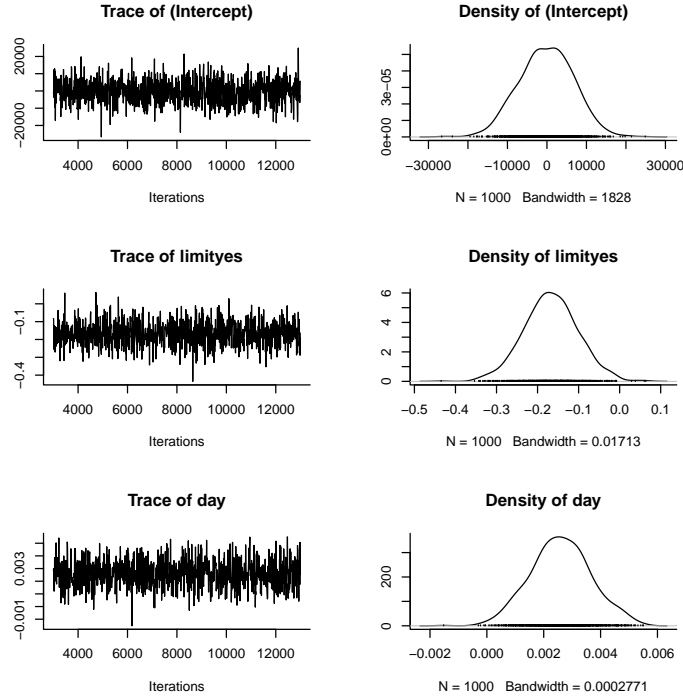 Trace of (Intercept)
20000
−20000
4000 6000 8000 10000 12000
Iterations
Density of (Intercept)
3e−05
0e+00
−30000 −10000 0 10000 30000
N = 1000 Bandwidth = 1828
Trace of limityes
−0.1
−0.4
4000 6000 8000 10000 12000
Iterations
Density of limityes
6
4
2
0
−0.5 −0.4 −0.3 −0.2 −0.1 0.0 0.1
N = 1000 Bandwidth = 0.01713
Trace of day
0.003
−0.001
4000 6000 8000 10000 12000
Iterations
Density of day
200
0
−0.002 0.000 0.002 0.004 0.006
N = 1000 Bandwidth = 0.0002771